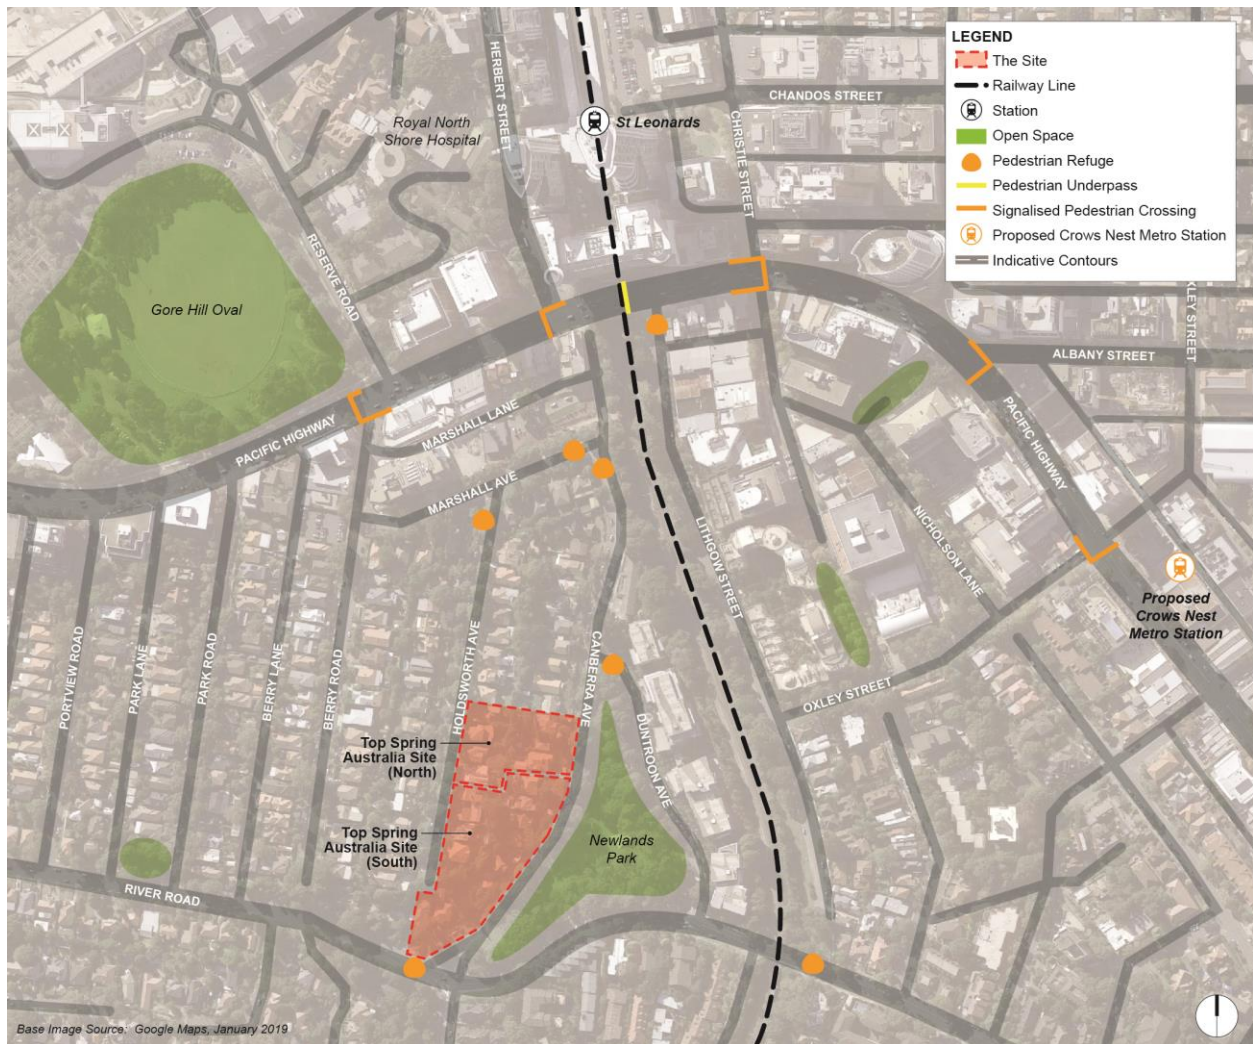 LEGEND
The Site
Railway Line
Station
Open Space
Pedestrian Refuge
Pedestrian Underpass
Signalised Pedestrian Crossing
Proposed Crows Nest Metro Station
Indicative Contours
HERBERT STREET
Royal North
Shore Hospital
St Leonards
CHANDOS STREET
CHRISTIE STREET
RESERVE ROAD
Gore Hill Oval
OXLEY STREET
ALBANY STREET
PACIFIC HIGHWAY
MARSHALL LANE
PACIFIC HIGHWAY
MARSHALL AVE
LITHGOW STREET
NICHOLSON LANE
Proposed
Crows Nest
Metro Station
PORTVIEW ROAD
PARK LANE
PARK ROAD
BERRY LANE
BERRY ROAD
HOLDSWORTH AVE
CANBERRA AVE
DUNTROON AVE
OXLEY STREET
Top Spring
Australia Site
(North)
Top Spring
Australia Site
(South)
Newlands
Park
RIVER ROAD
Base Image Source: Google Maps, January 2019